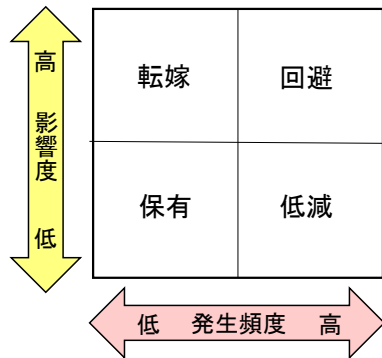 高
影響度
低
転嫁
回避
保有
低減
低 発生頻度 高